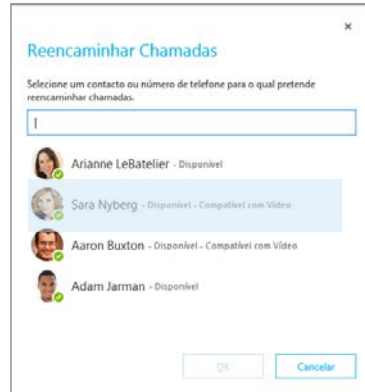 Reencaminhar Chamadas
Selecione um contacto ou número de telefone para o qual pretende
reencaminhar chamadas.
Arianne LeBatelier - Disponível
Sara Nyberg - Disponível - Compatível com Vídeo
Aaron Buxton - Disponível - Compatível com Vídeo
Adam Jarman - Disponível
OK Cancelar